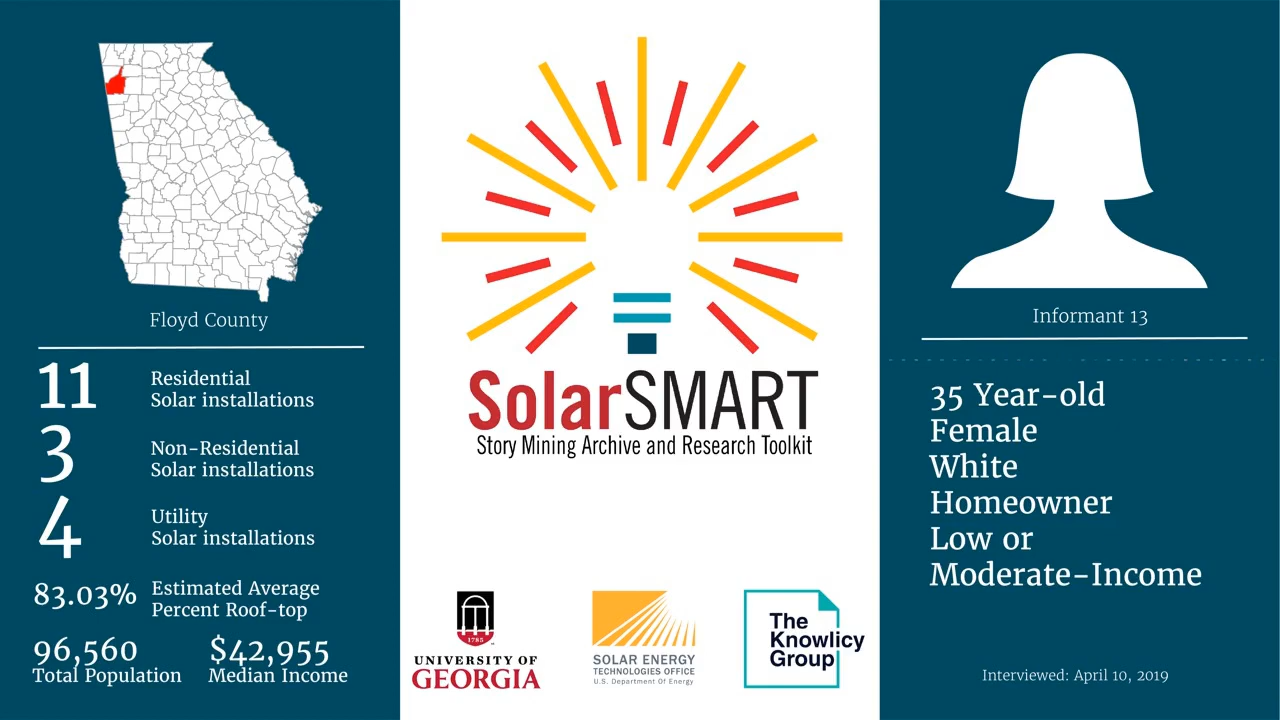 Floyd County
11
Residential
Solar installations
3
Non-Residential
Solar installations
4
Utility
Solar installations
83.03%
Estimated Average
Percent Roof-top
96,560
Total Population
$42,955
Median Income
SolarSMART
Story Mining Archive and Research Toolkit
1785
UNIVERSITY OF
GEORGIA
SOLAR ENERGY
TECHNOLOGIES OFFICE
U.S. Department Of Energy
The
Knowlicy
Group
Informant 13
35 Year-old
Female
White
Homeowner
Low or
Moderate-Income
Interviewed: April 10, 2019